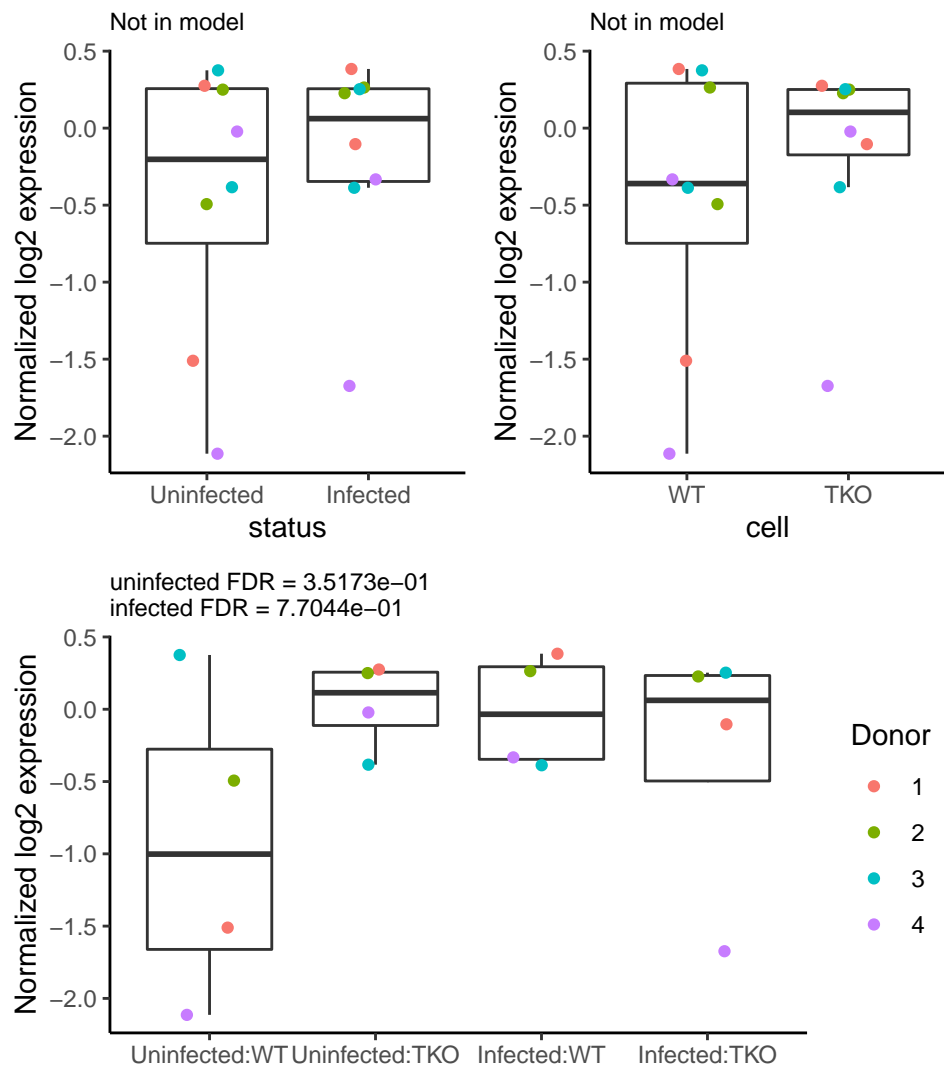 Not in model
Normalized log2 expression
0.5
0.0
−0.5
−1.0
−1.5
−2.0
Uninfected Infected
status
Not in model
Normalized log2 expression
0.5
0.0
−0.5
−1.0
−1.5
−2.0
WT TKO
cell
uninfected FDR = 3.5173e−01
infected FDR = 7.7044e−01
Normalized log2 expression
0.5
0.0
−0.5
−1.0
−1.5
−2.0
Uninfected:WT Uninfected:TKO Infected:WT Infected:TKO
Donor
1
2
3
4